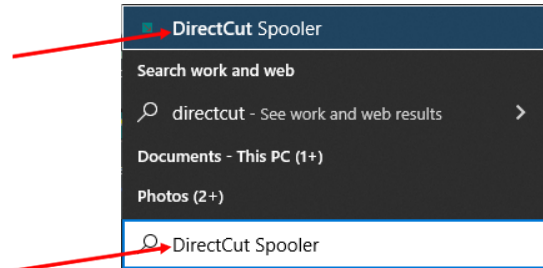 DirectCut Spooler
Search work and web
directcut - See work and web results
Documents - This PC (1+)
Photos (2+)
DirectCut Spooler